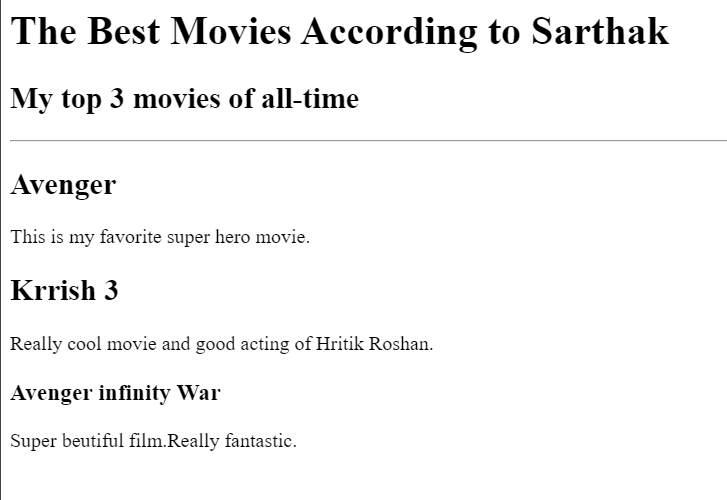 The Best Movies According to Sarthak
My top 3 movies of all-time
Avenger
This is my favorite super hero movie.
Krrish 3
Really cool movie and good acting of Hritik Roshan.
Avenger infinity War
Super beutiful film.Really fantastic.